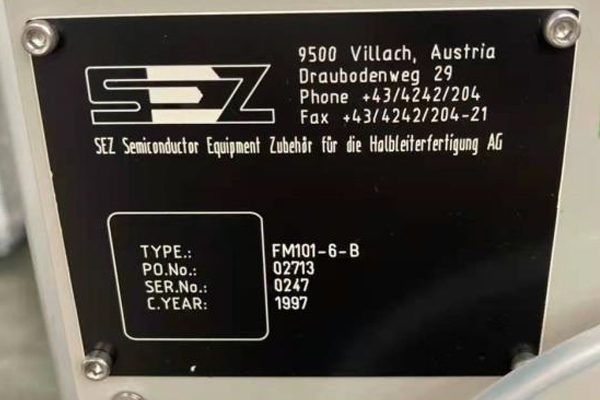 SEZ
9500 Villach, Austria
Draubodenweg 29
Phone +43/4242/204
Fax +43/4242/204-21
SEZ Semiconductor Equipment Zubehör für die Halbleiterfertigung AG
TYPE.: FM101-6-B
PO.No.: 02713
SER.No.: 0247
C.YEAR: 1997